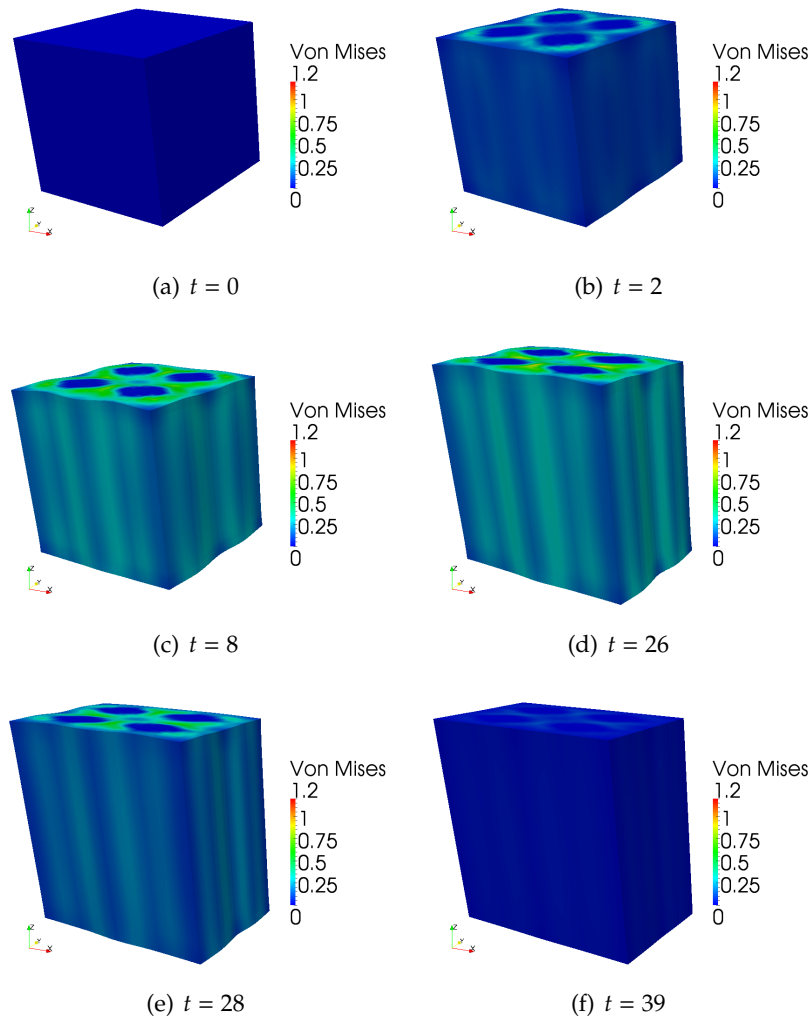 Von Mises
1.2
1
0.75
0.5
0.25
0
Z
Y
X
(a) t = 0
Von Mises
1.2
1
0.75
0.5
0.25
0
Z
Y
X
(b) t = 2
Von Mises
1.2
1
0.75
0.5
0.25
0
Z
Y
X
(c) t = 8
Von Mises
1.2
1
0.75
0.5
0.25
0
Z
Y
X
(d) t = 26
Von Mises
1.2
1
0.75
0.5
0.25
0
Z
Y
X
(e) t = 28
Von Mises
1.2
1
0.75
0.5
0.25
0
Z
Y
X
(f) t = 39